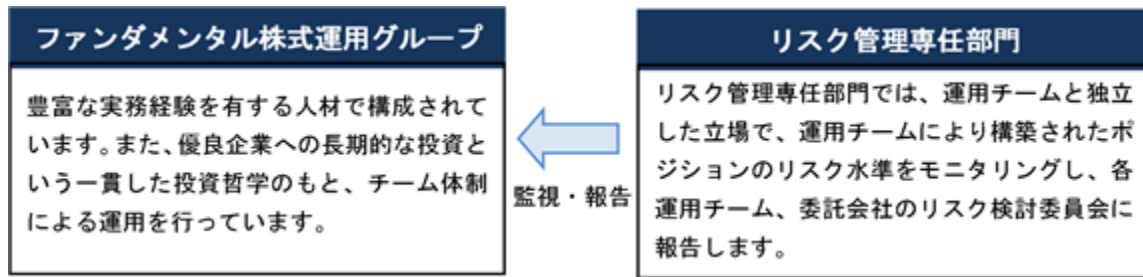 ファンダメンタル株式運用グループ
豊富な実務経験を有する人材で構成されて
います。また、優良企業への長期的な投資と
いう一貫した投資哲学のもと、チーム体制
による運用を行っています。
監視・報告
リスク管理専任部門
リスク管理専任部門では、運用チームと独立
した立場で、運用チームにより構築されたポ
ジションのリスク水準をモニタリングし、各
運用チーム、委託会社のリスク検討委員会に
報告します。